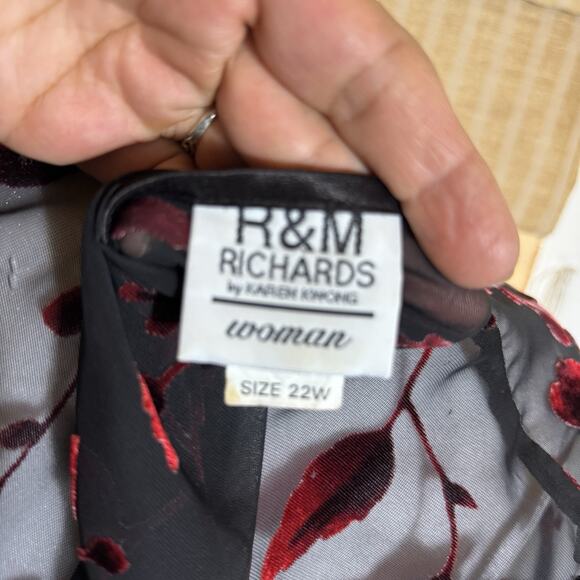 R&M
RICHARDS
by KAREN KWONG
woman
SIZE 22W